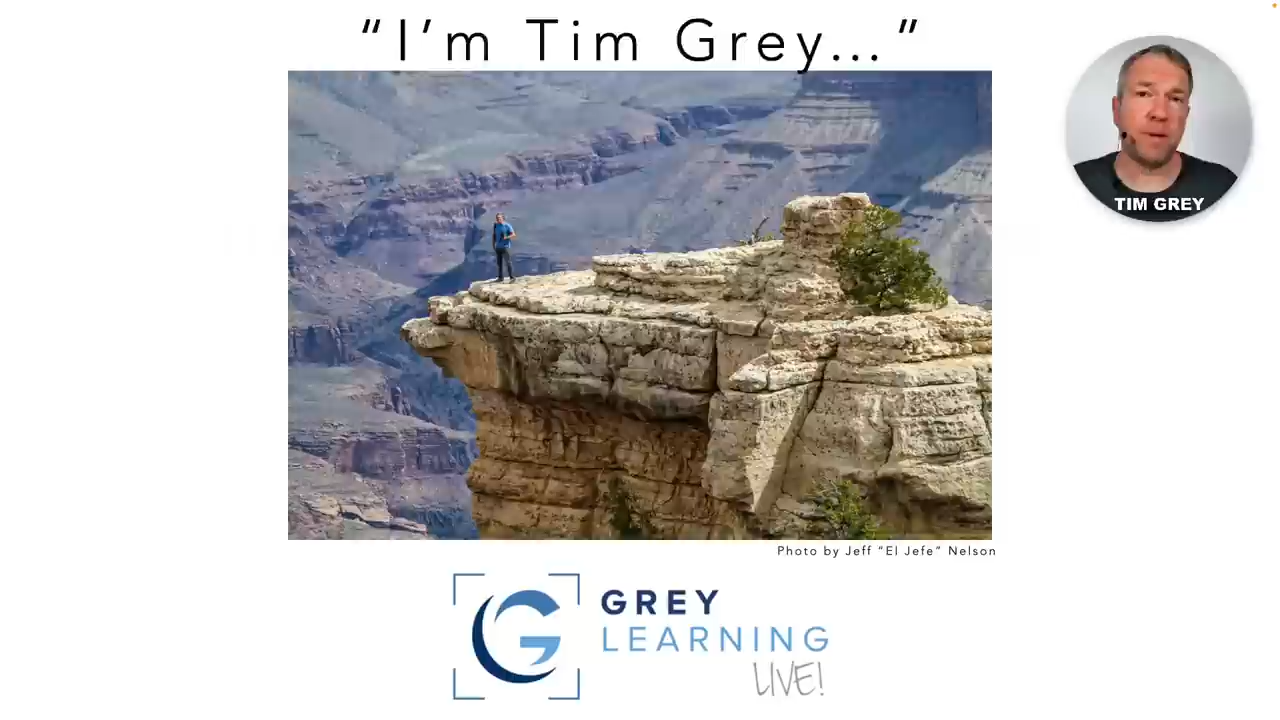 “I’m Tim Grey…”
TIM GREY
Photo by Jeff “El Jefe” Nelson
GREY
LEARNING
LIVE!